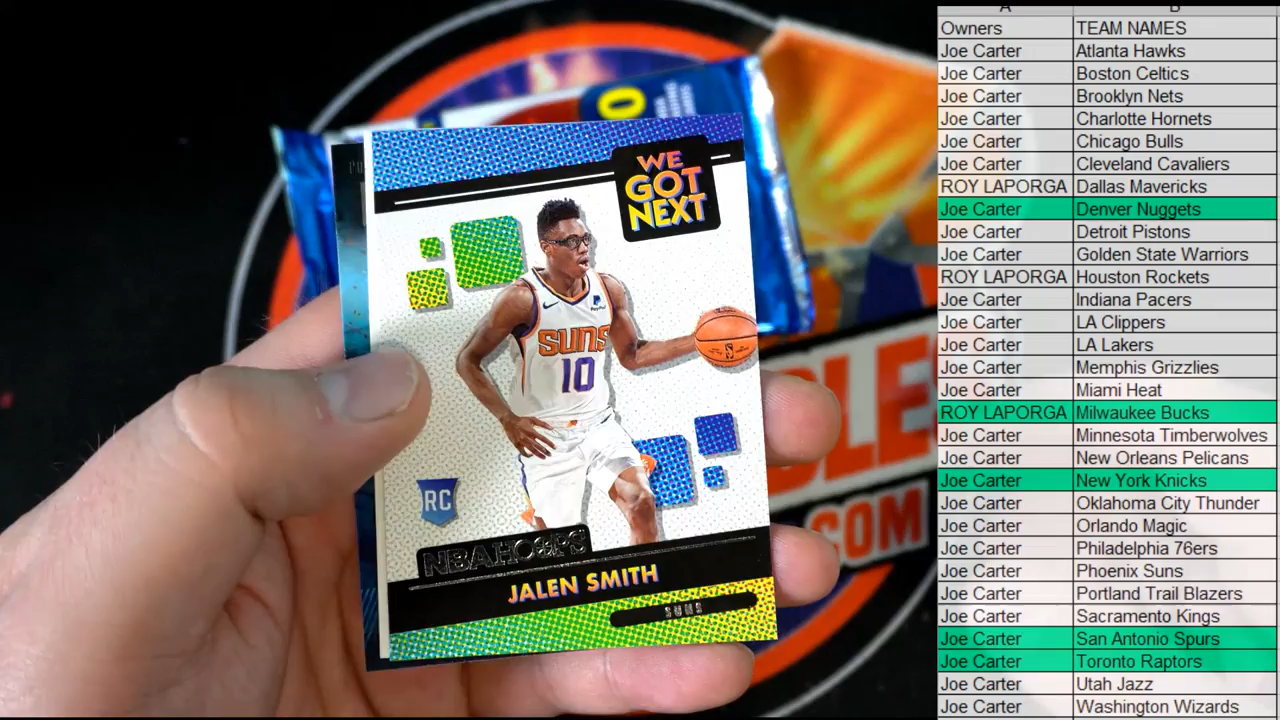 WE
GOT
NEXT
PayPal
SUNS
10
RC
NBA HOOPS
JALEN SMITH
SUNS
0
.COM
A B
Owners TEAM NAMES
Joe Carter Atlanta Hawks
Joe Carter Boston Celtics
Joe Carter Brooklyn Nets
Joe Carter Charlotte Hornets
Joe Carter Chicago Bulls
Joe Carter Cleveland Cavaliers
ROY LAPORGA Dallas Mavericks
Joe Carter Denver Nuggets
Joe Carter Detroit Pistons
Joe Carter Golden State Warriors
ROY LAPORGA Houston Rockets
Joe Carter Indiana Pacers
Joe Carter LA Clippers
Joe Carter LA Lakers
Joe Carter Memphis Grizzlies
Joe Carter Miami Heat
ROY LAPORGA Milwaukee Bucks
Joe Carter Minnesota Timberwolves
Joe Carter New Orleans Pelicans
Joe Carter New York Knicks
Joe Carter Oklahoma City Thunder
Joe Carter Orlando Magic
Joe Carter Philadelphia 76ers
Joe Carter Phoenix Suns
Joe Carter Portland Trail Blazers
Joe Carter Sacramento Kings
Joe Carter San Antonio Spurs
Joe Carter Toronto Raptors
Joe Carter Utah Jazz
Joe Carter Washington Wizards